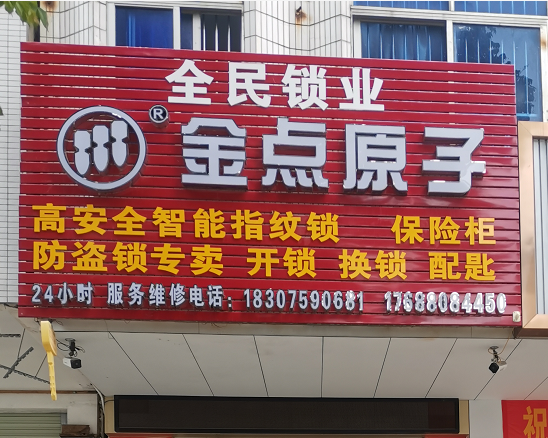 全民锁业
® 金点原子
高安全智能指纹锁 保险柜
防盗锁专卖 开锁 换锁 配匙
24小时 服务维修电话：18307590681 17688084450
祝